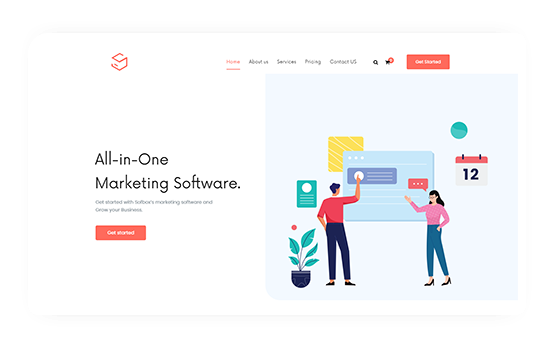 Home About us Services Pricing Contact US Get Started
All-in-One
Marketing Software.
Get started with Softbox's marketing software and
Grow your Business.
Get started
12